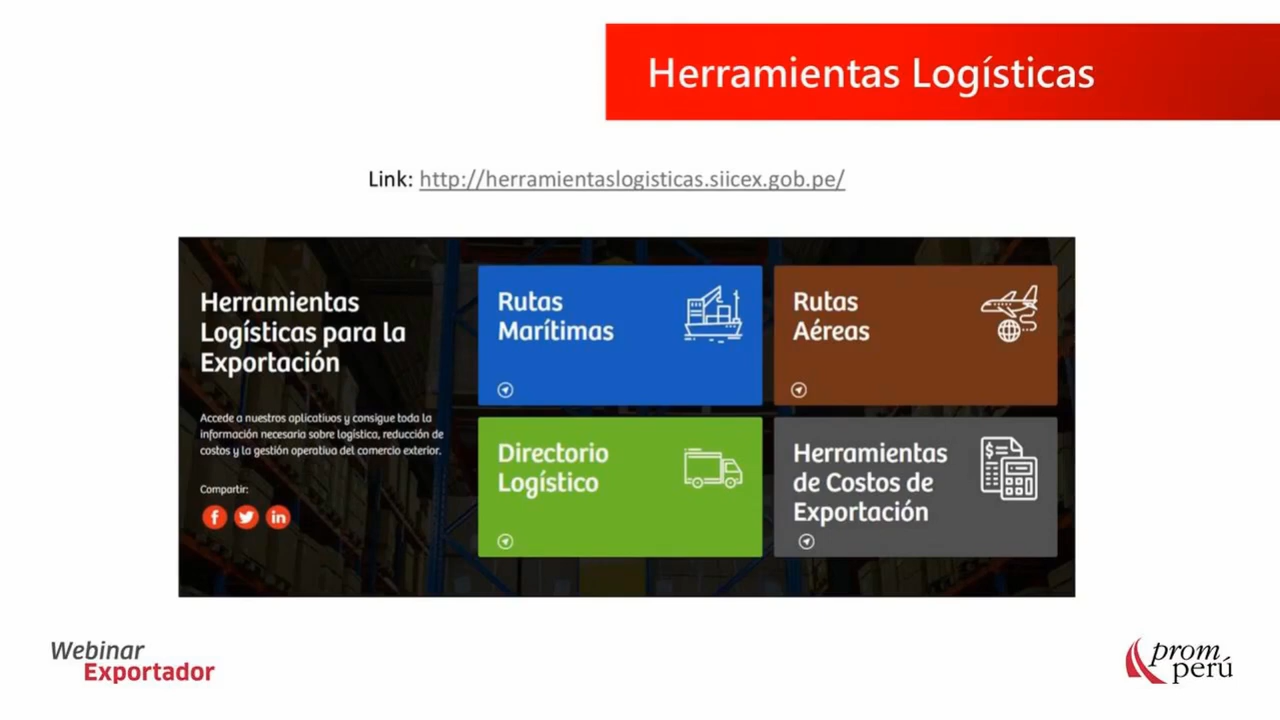 Herramientas Logísticas
Link: http://herramientaslogisticas.siicex.gob.pe/
Herramientas
Logísticas para la
Exportación
Accede a nuestros aplicativos y consigue toda la
información necesaria sobre logística, reducción de
costos y la gestión operativa del comercio exterior.
Compartir:
Rutas
Marítimas
Rutas
Aéreas
Directorio
Logístico
Herramientas
de Costos de
Exportación
Webinar
Exportador
prom
perú